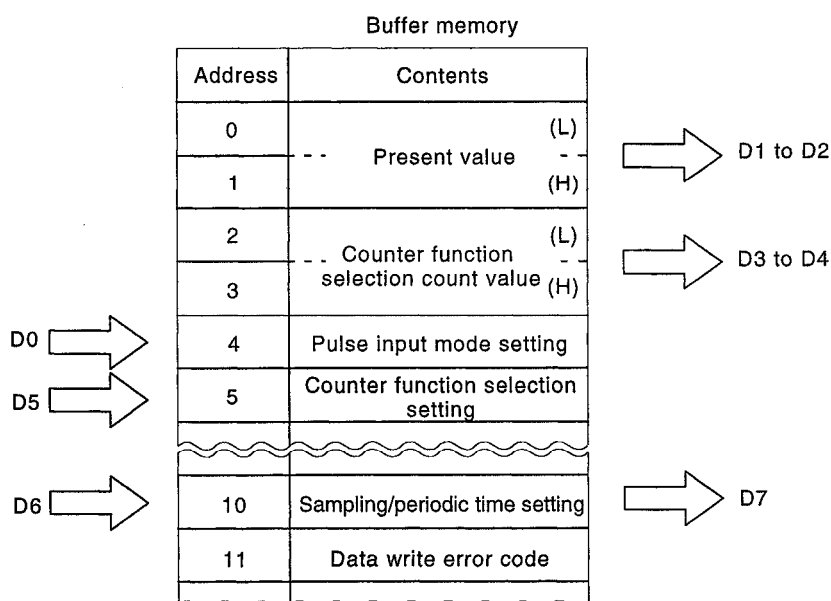 Buffer memory
Address Contents
0 (L)
Present value D1 to D2
1 (H)
2 (L)
Counter function D3 to D4
selection count value
3 (H)
D0 4 Pulse input mode setting
D5 5 Counter function selection
setting
D6 10 Sampling/periodic time setting D7
11 Data write error code